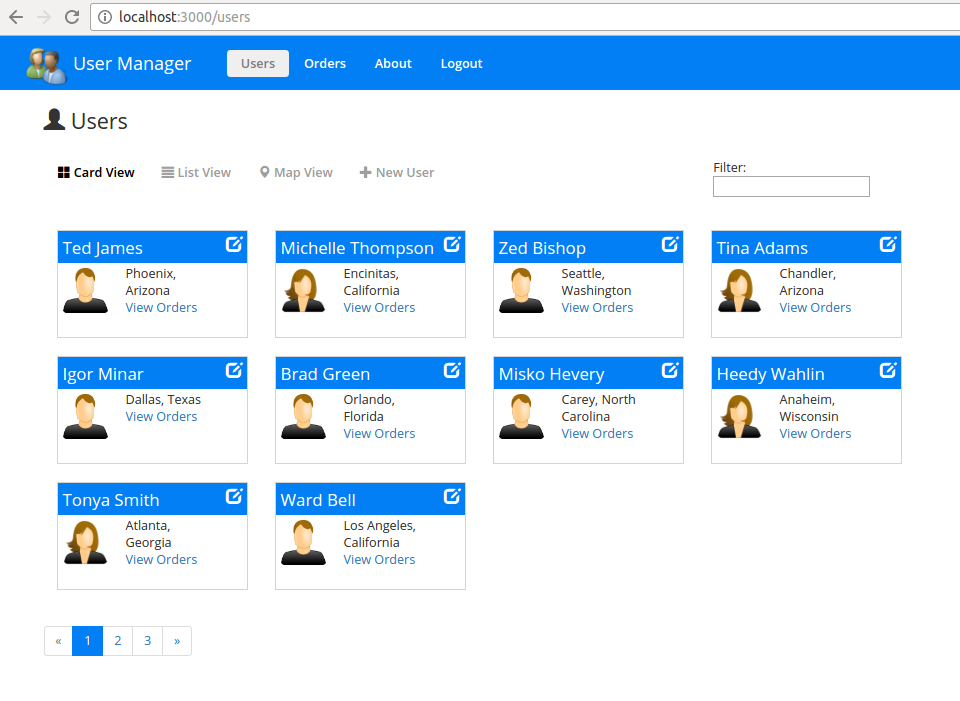 localhost:3000/users
User Manager Users Orders About Logout
Users
Card View List View Map View New User
Filter:
Ted James
Phoenix,
Arizona
View Orders
Michelle Thompson
Encinitas,
California
View Orders
Zed Bishop
Seattle,
Washington
View Orders
Tina Adams
Chandler,
Arizona
View Orders
Igor Minar
Dallas, Texas
View Orders
Brad Green
Orlando,
Florida
View Orders
Misko Hevery
Carey, North
Carolina
View Orders
Heedy Wahlin
Anaheim,
Wisconsin
View Orders
Tonya Smith
Atlanta,
Georgia
View Orders
Ward Bell
Los Angeles,
California
View Orders
« 1 2 3 »